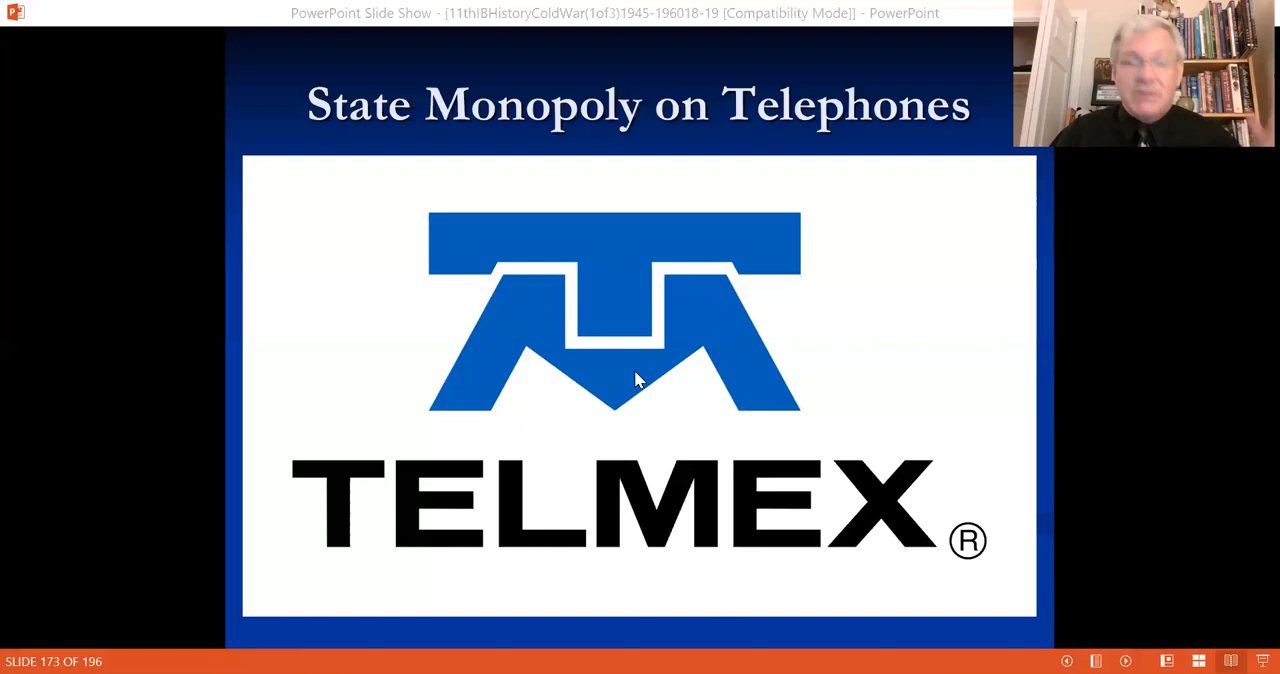 PowerPoint Slide Show - [11thIBHistoryColdWar(1of3)1945-196018-19 [Compatibility Mode]] - PowerPoint
State Monopoly on Telephones
TELMEX ®
SLIDE 173 OF 196